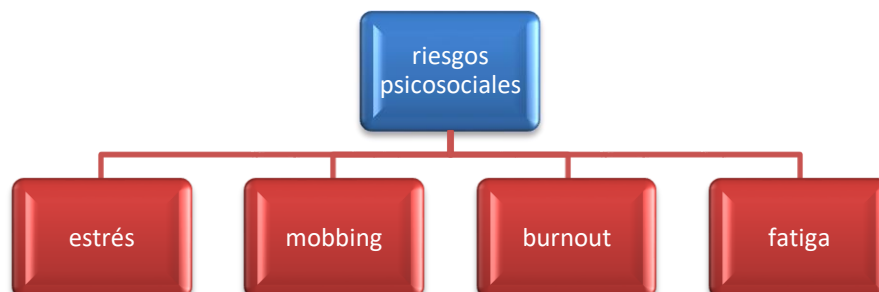 riesgos
psicosociales
estrés
mobbing
burnout
fatiga